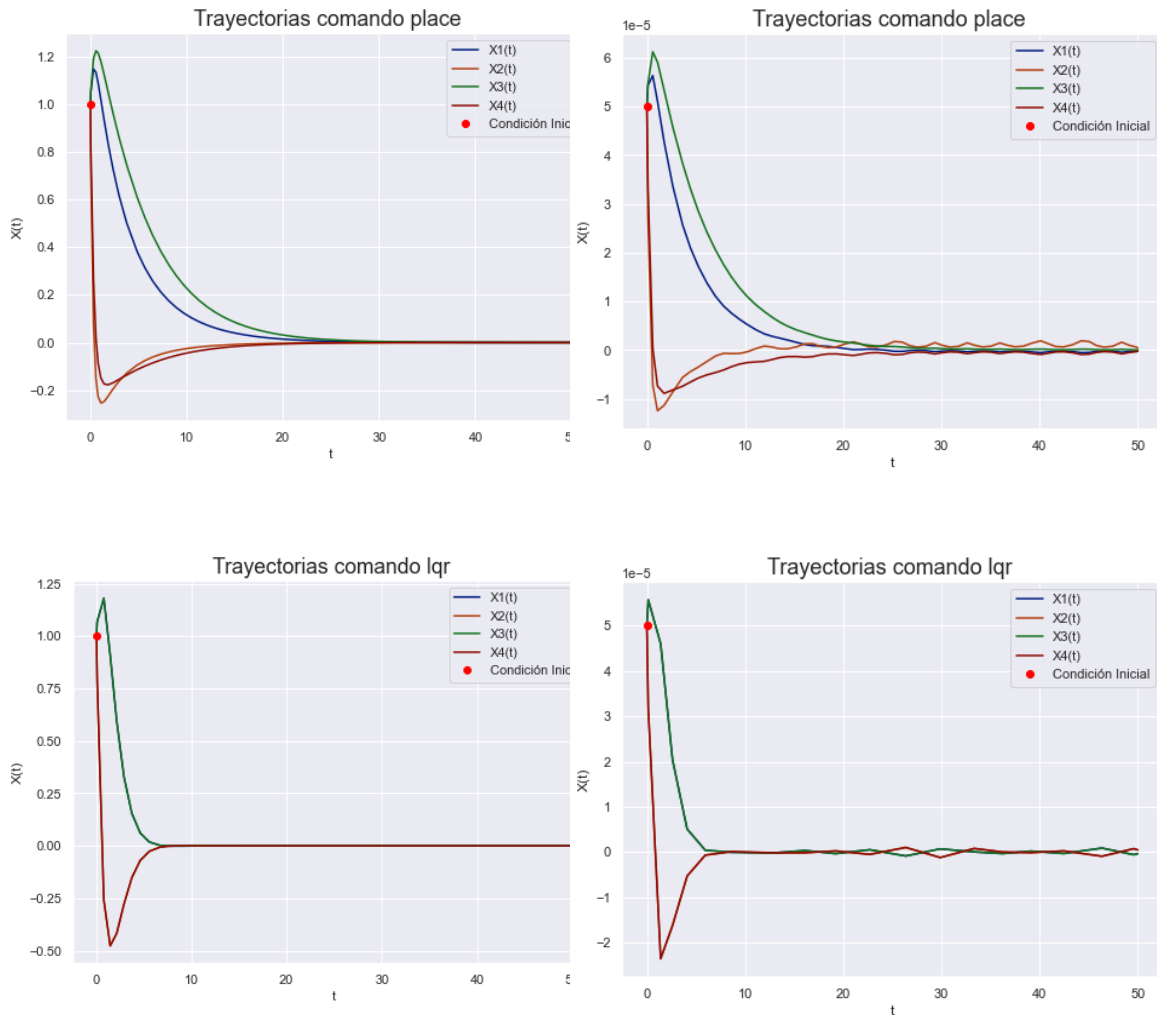 Trayectorias comando place
1.2
1.0
0.8
0.6
0.4
0.2
0.0
−0.2
X(t)
0
10
20
30
40
5
t
X1(t)
X2(t)
X3(t)
X4(t)
Condición Inic
Trayectorias comando place
1e−5
6
5
4
3
2
1
0
−1
X(t)
0
10
20
30
40
50
t
X1(t)
X2(t)
X3(t)
X4(t)
Condición Inicial
Trayectorias comando lqr
1.25
1.00
0.75
0.50
0.25
0.00
−0.25
−0.50
X(t)
0
10
20
30
40
5
t
X1(t)
X2(t)
X3(t)
X4(t)
Condición Inic
Trayectorias comando lqr
1e−5
5
4
3
2
1
0
−1
−2
X(t)
0
10
20
30
40
50
t
X1(t)
X2(t)
X3(t)
X4(t)
Condición Inicial